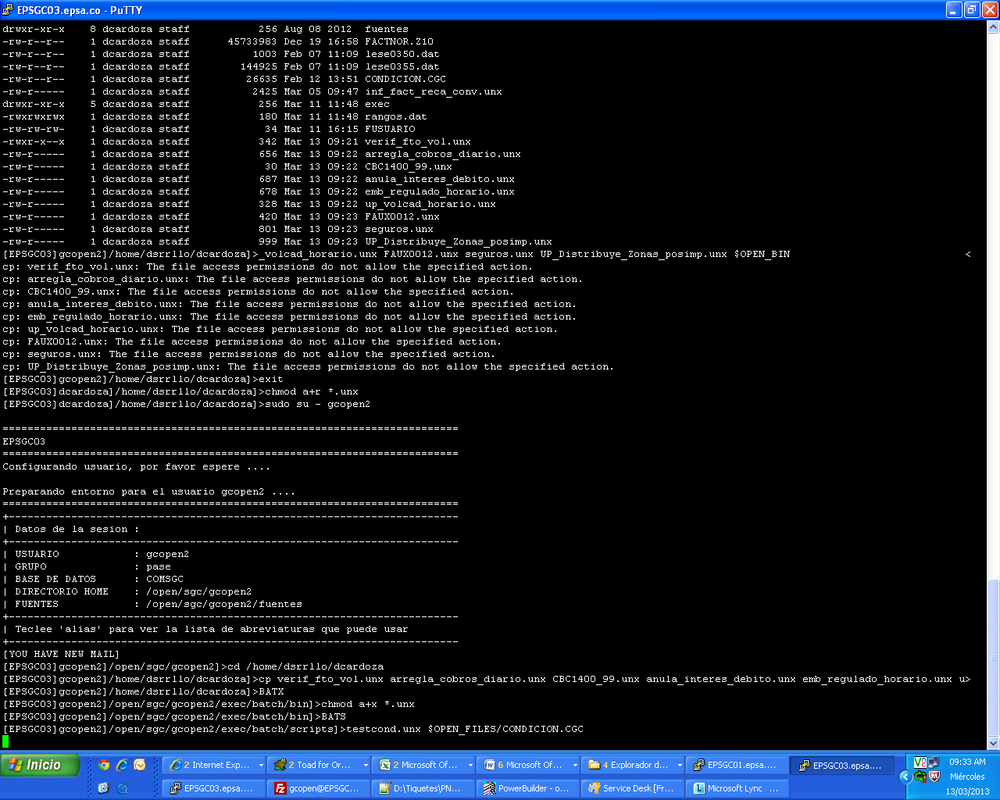 EPSGC03.epsa.co - PuTTY
drwxr-xr-x    8 dcardoza staff           256 Aug 08 2012  fuentes
-rw-r--r--    1 dcardoza staff      45733983 Dec 19 16:58 FACTNOR.Z10
-rw-r--r--    1 dcardoza staff          1003 Feb 07 11:09 lese0350.dat
-rw-r--r--    1 dcardoza staff        144925 Feb 07 11:09 lese0355.dat
-rw-r--r--    1 dcardoza staff         26635 Feb 12 13:51 CONDICION.CGC
-rw-r-----    1 dcardoza staff          2425 Mar 05 09:47 inf_fact_reca_conv.unx
drwxr-xr-x    5 dcardoza staff           256 Mar 11 11:48 exec
-rwxrwxrwx    1 dcardoza staff           180 Mar 11 11:48 rangos.dat
-rw-rw-rw-    1 dcardoza staff            34 Mar 11 16:15 FUSUARIO
-rwxr-x--x    1 dcardoza staff           342 Mar 13 09:21 verif_fto_vol.unx
-rw-r-----    1 dcardoza staff           656 Mar 13 09:22 arregla_cobros_diario.unx
-rw-r-----    1 dcardoza staff            30 Mar 13 09:22 CBC1400_99.unx
-rw-r-----    1 dcardoza staff           687 Mar 13 09:22 anula_interes_debito.unx
-rw-r-----    1 dcardoza staff           678 Mar 13 09:22 emb_regulado_horario.unx
-rw-r-----    1 dcardoza staff           328 Mar 13 09:22 up_volcad_horario.unx
-rw-r-----    1 dcardoza staff           420 Mar 13 09:23 FAUX0012.unx
-rw-r-----    1 dcardoza staff           801 Mar 13 09:23 seguros.unx
-rw-r-----    1 dcardoza staff           999 Mar 13 09:23 UP_Distribuye_Zonas_posimp.unx
[EPSGC03]gcopen2]/home/dsrrllo/dcardoza]>_volcad_horario.unx FAUX0012.unx seguros.unx UP_Distribuye_Zonas_posimp.unx $OPEN_BIN <
cp: verif_fto_vol.unx: The file access permissions do not allow the specified action.
cp: arregla_cobros_diario.unx: The file access permissions do not allow the specified action.
cp: CBC1400_99.unx: The file access permissions do not allow the specified action.
cp: anula_interes_debito.unx: The file access permissions do not allow the specified action.
cp: emb_regulado_horario.unx: The file access permissions do not allow the specified action.
cp: up_volcad_horario.unx: The file access permissions do not allow the specified action.
cp: FAUX0012.unx: The file access permissions do not allow the specified action.
cp: seguros.unx: The file access permissions do not allow the specified action.
cp: UP_Distribuye_Zonas_posimp.unx: The file access permissions do not allow the specified action.
[EPSGC03]gcopen2]/home/dsrrllo/dcardoza]>exit
[EPSGC03]dcardoza]/home/dsrrllo/dcardoza]>chmod a+r *.unx
[EPSGC03]dcardoza]/home/dsrrllo/dcardoza]>sudo su - gcopen2
=========================================================================
EPSGC03
=========================================================================
Configurando usuario, por favor espere ....
Preparando entorno para el usuario gcopen2 ....
=========================================================================
+------------------------------------------------------------------------
| Datos de la sesion :
+------------------------------------------------------------------------
| USUARIO            : gcopen2
| GRUPO              : pase
| BASE DE DATOS      : COMSGC
| DIRECTORIO HOME    : /open/sgc/gcopen2
| FUENTES            : /open/sgc/gcopen2/fuentes
+------------------------------------------------------------------------
| Teclee 'alias' para ver la lista de abreviaturas que puede usar
+------------------------------------------------------------------------
[YOU HAVE NEW MAIL]
[EPSGC03]gcopen2]/open/sgc/gcopen2]>cd /home/dsrrllo/dcardoza
[EPSGC03]gcopen2]/home/dsrrllo/dcardoza]>cp verif_fto_vol.unx arregla_cobros_diario.unx CBC1400_99.unx anula_interes_debito.unx emb_regulado_horario.unx u>
[EPSGC03]gcopen2]/home/dsrrllo/dcardoza]>BATX
[EPSGC03]gcopen2]/open/sgc/gcopen2/exec/batch/bin]>chmod a+x *.unx
[EPSGC03]gcopen2]/open/sgc/gcopen2/exec/batch/bin]>BATS
[EPSGC03]gcopen2]/open/sgc/gcopen2/exec/batch/scripts]>testcond.unx $OPEN_FILES/CONDICION.CGC
Inicio
2 Internet Exp...
2 Toad for Or...
2 Microsoft Of...
6 Microsoft Of...
4 Explorador d...
EPSGC01.epsa....
EPSGC03.epsa....
09:33 AM
EPSGC03.epsa....
gcopen@EPSGC...
D:\Tiquetes\PN...
PowerBuilder - o...
Service Desk [Fr...
Microsoft Lync ...
Miércoles
13/03/2013